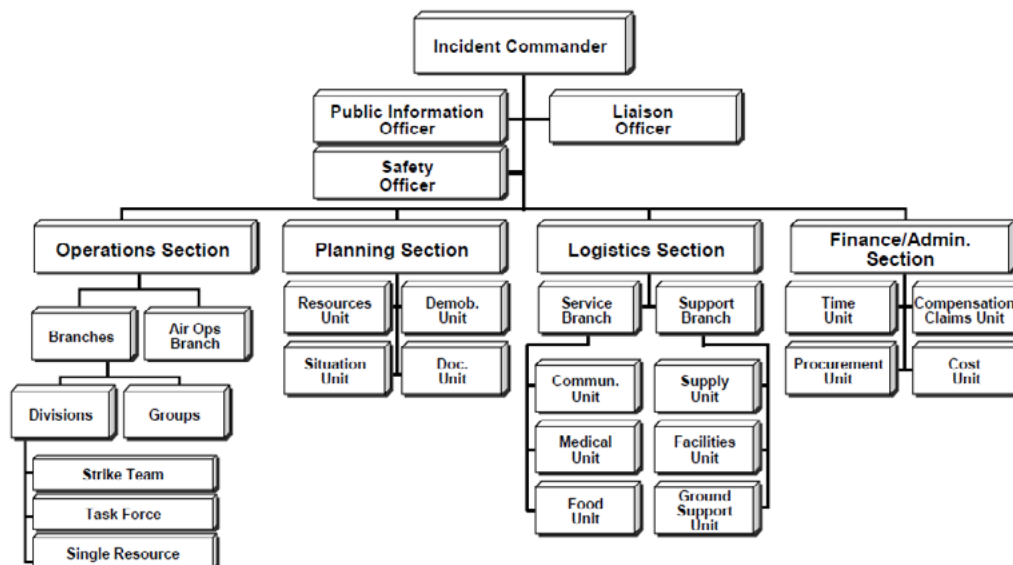 Incident Commander
Public Information
Officer
Liaison
Officer
Safety
Officer
Operations Section
Planning Section
Logistics Section
Finance/Admin.
Section
Branches
Air Ops
Branch
Divisions
Groups
Strike Team
Task Force
Single Resource
Resources
Unit
Demob.
Unit
Situation
Unit
Doc.
Unit
Service
Branch
Support
Branch
Commun.
Unit
Supply
Unit
Medical
Unit
Facilities
Unit
Food
Unit
Ground
Support
Unit
Time
Unit
Compensation
Claims Unit
Procurement
Unit
Cost
Unit